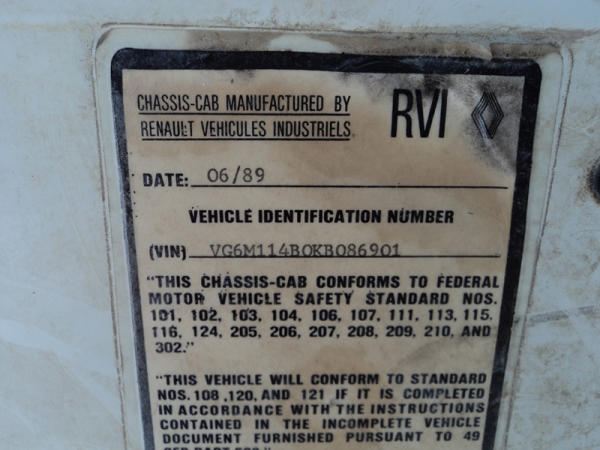 CHASSIS-CAB MANUFACTURED BY
RENAULT VEHICULES INDUSTRIELS
RVI
DATE: 06/89
VEHICLE IDENTIFICATION NUMBER
(VIN) VG6M114B0KB086901
"THIS CHASSIS-CAB CONFORMS TO FEDERAL
MOTOR VEHICLE SAFETY STANDARD NOS.
101, 102, 103, 104, 106, 107, 111, 113, 115.
116, 124, 205, 206, 207, 208, 209, 210, AND
302."
"THIS VEHICLE WILL CONFORM TO STANDARD
NOS. 108 ,120, AND 121 IF IT IS COMPLETED
IN ACCORDANCE WITH THE INSTRUCTIONS
CONTAINED IN THE INCOMPLETE VEHICLE
DOCUMENT FURNISHED PURSUANT TO 49